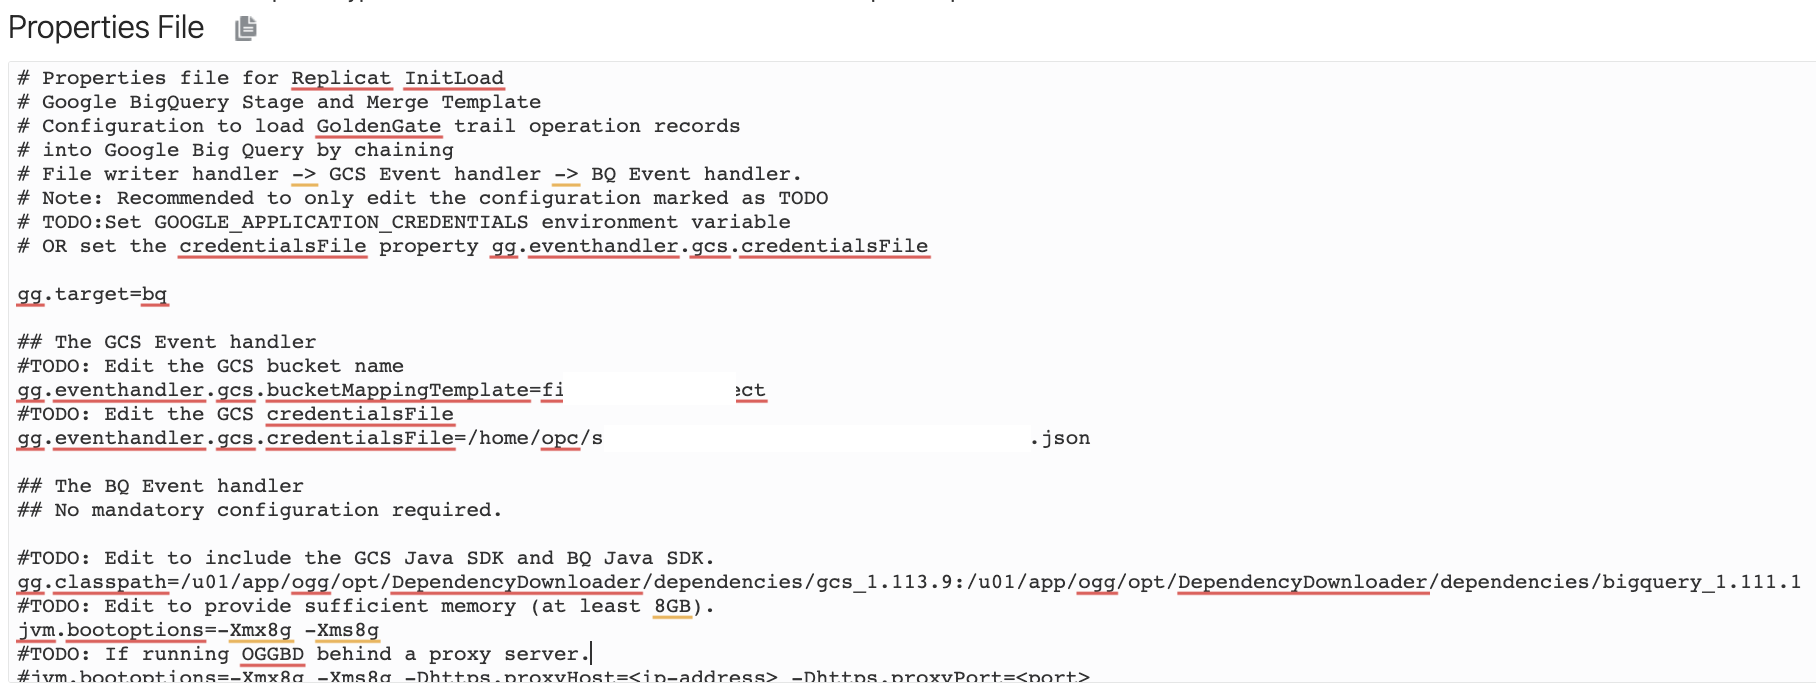 Properties File
# Properties file for Replicat InitLoad
# Google BigQuery Stage and Merge Template
# Configuration to load GoldenGate trail operation records
# into Google Big Query by chaining
# File writer handler -> GCS Event handler -> BQ Event handler.
# Note: Recommended to only edit the configuration marked as TODO
# TODO:Set GOOGLE_APPLICATION_CREDENTIALS environment variable
# OR set the credentialsFile property gg.eventhandler.gcs.credentialsFile
gg.target=bq
## The GCS Event handler
#TODO: Edit the GCS bucket name
gg.eventhandler.gcs.bucketMappingTemplate=fi ect
#TODO: Edit the GCS credentialsFile
gg.eventhandler.gcs.credentialsFile=/home/opc/s .json
## The BQ Event handler
## No mandatory configuration required.
#TODO: Edit to include the GCS Java SDK and BQ Java SDK.
gg.classpath=/u01/app/ogg/opt/DependencyDownloader/dependencies/gcs_1.113.9:/u01/app/ogg/opt/DependencyDownloader/dependencies/bigquery_1.111.1
#TODO: Edit to provide sufficient memory (at least 8GB).
jvm.bootoptions=-Xmx8g -Xms8g
#TODO: If running OGGBD behind a proxy server.
#jvm.bootoptions=-Xmx8g -Xms8g -Dhttps.proxyHost=<ip-address> -Dhttps.proxyPort=<port>